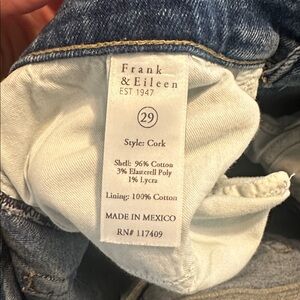 Frank
& Eileen
EST 1947
29
Style: Cork
Shell: 96% Cotton
3% Elasterell Poly
1% Lycra
Lining: 100% Cotton
MADE IN MEXICO
RN# 117409